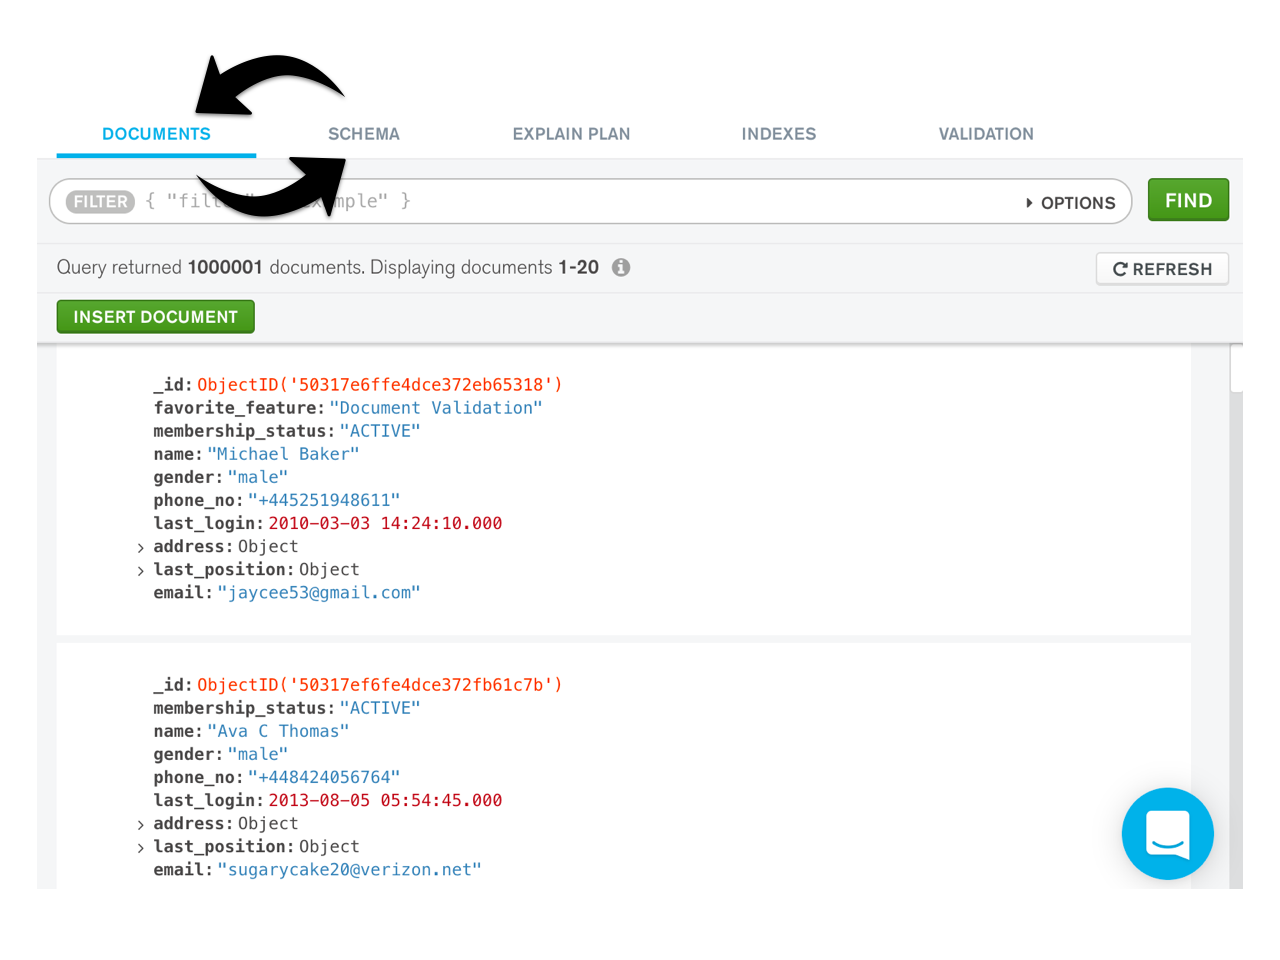 DOCUMENTS SCHEMA EXPLAIN PLAN INDEXES VALIDATION
FILTER { "filt mple" } OPTIONS FIND
Query returned 1000001 documents. Displaying documents 1-20
REFRESH
INSERT DOCUMENT
_id: ObjectID('50317e6ffe4dce372eb65318')
favorite_feature: "Document Validation"
membership_status: "ACTIVE"
name: "Michael Baker"
gender: "male"
phone_no: "+445251948611"
last_login: 2010-03-03 14:24:10.000
> address: Object
> last_position: Object
email: "jaycee53@gmail.com"
_id: ObjectID('50317ef6fe4dce372fb61c7b')
membership_status: "ACTIVE"
name: "Ava C Thomas"
gender: "male"
phone_no: "+448424056764"
last_login: 2013-08-05 05:54:45.000
> address: Object
> last_position: Object
email: "sugarycake20@verizon.net"